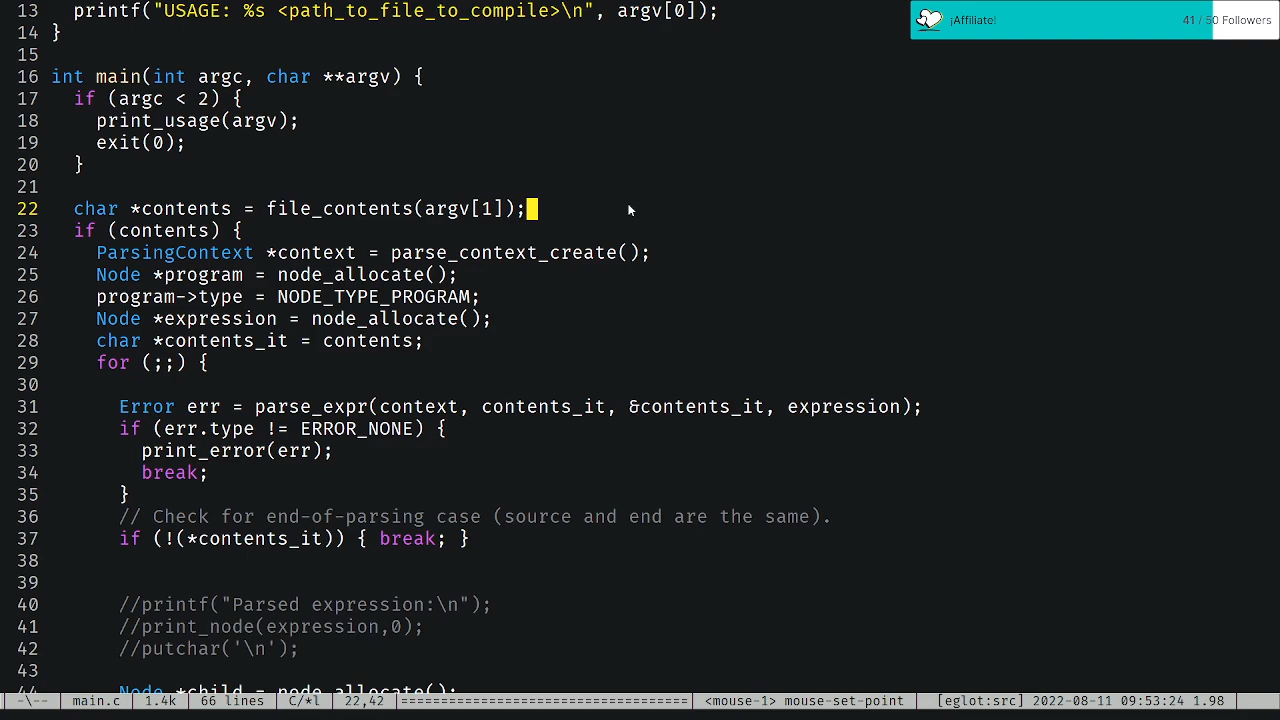 13   printf("USAGE: %s <path_to_file_to_compile>\n", argv[0]);
¡Affiliate! 41 / 50 Followers
14 }
15
16 int main(int argc, char **argv) {
17   if (argc < 2) {
18     print_usage(argv);
19     exit(0);
20   }
21
22   char *contents = file_contents(argv[1]);
23   if (contents) {
24     ParsingContext *context = parse_context_create();
25     Node *program = node_allocate();
26     program->type = NODE_TYPE_PROGRAM;
27     Node *expression = node_allocate();
28     char *contents_it = contents;
29     for (;;) {
30
31       Error err = parse_expr(context, contents_it, &contents_it, expression);
32       if (err.type != ERROR_NONE) {
33         print_error(err);
34         break;
35       }
36       // Check for end-of-parsing case (source and end are the same).
37       if (!(*contents_it)) { break; }
38
39
40       //printf("Parsed expression:\n");
41       //print_node(expression,0);
42       //putchar('\n');
43
44       Node *child = node_allocate();
-\-- main.c 1.4k 66 lines C/*l 22,42 ================================ <mouse-1> mouse-set-point [eglot:src] 2022-08-11 09:53:24 1.98